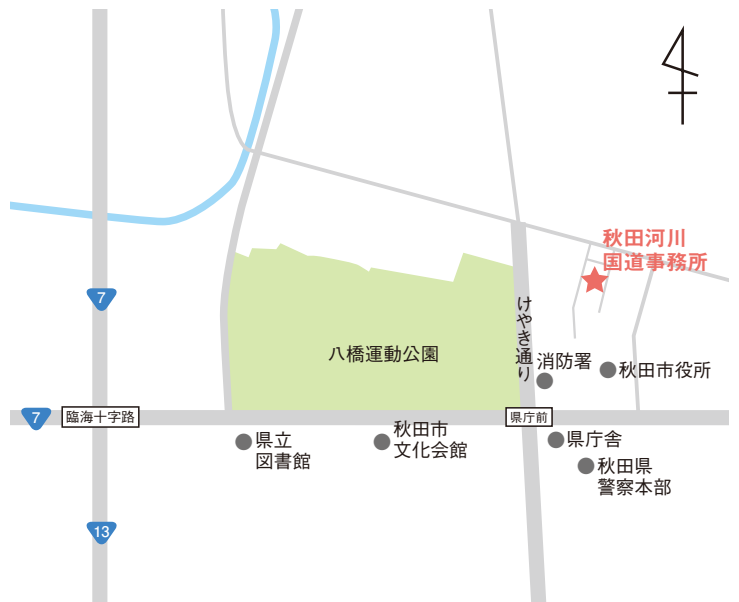 秋田河川
国道事務所
7
けやき通り
八橋運動公園
消防署
秋田市役所
7
臨海十字路
県庁前
県立
図書館
秋田市
文化会館
県庁舎
秋田県
警察本部
13